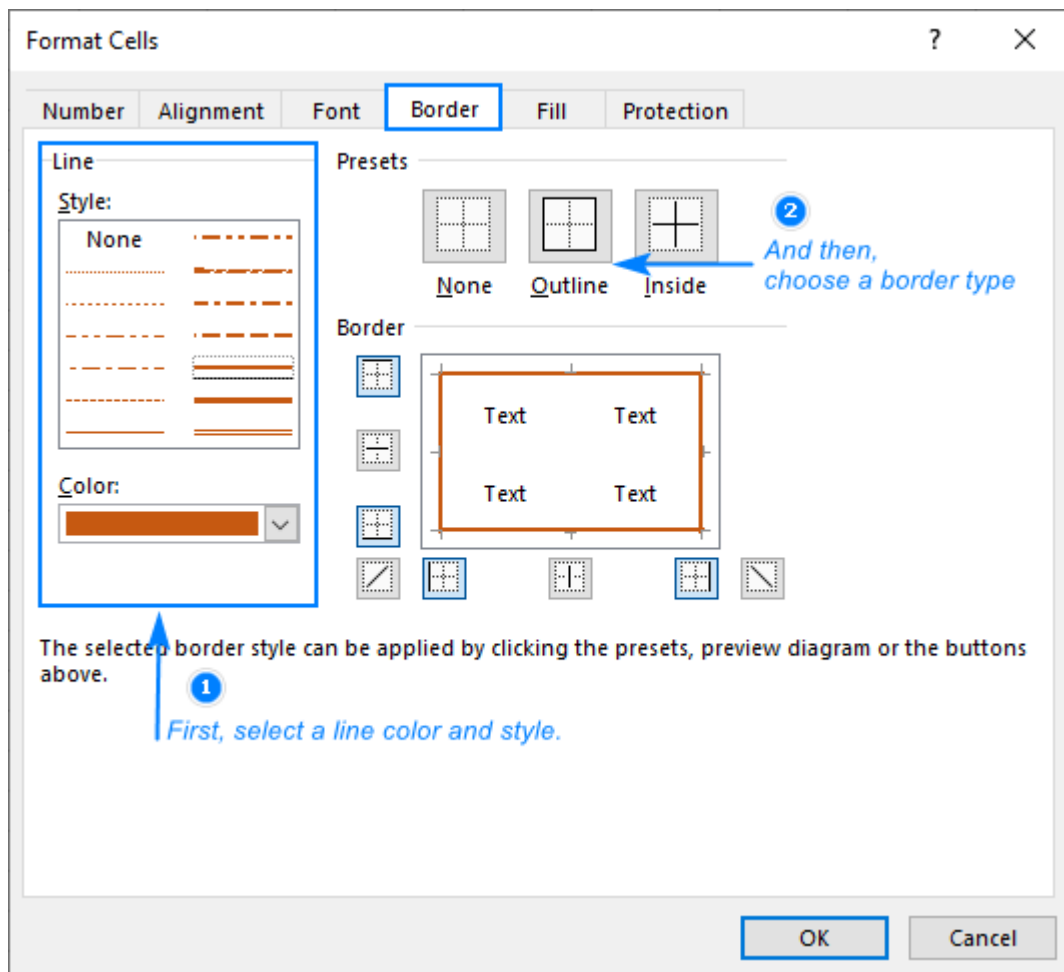 Format Cells ?
Number Alignment Font Border Fill Protection
Line
Style:
None
Color:
Presets
None Outline Inside
2
And then,
choose a border type
Border
Text Text
Text Text
The selected border style can be applied by clicking the presets, preview diagram or the buttons
above.
1
First, select a line color and style.
OK Cancel